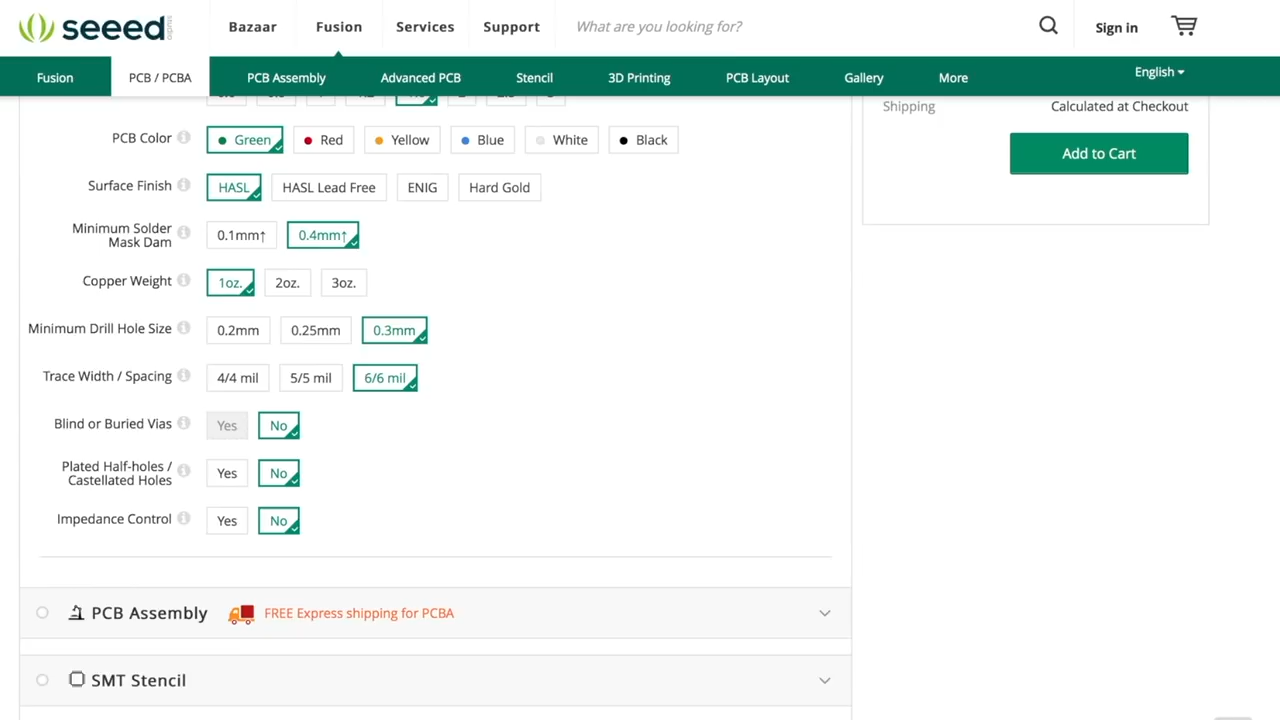 seeed studio
Bazaar Fusion Services Support What are you looking for? Sign in
Fusion PCB / PCBA PCB Assembly Advanced PCB Stencil 3D Printing PCB Layout Gallery More English
Shipping Calculated at Checkout
Add to Cart
PCB Color Green Red Yellow Blue White Black
Surface Finish HASL HASL Lead Free ENIG Hard Gold
Minimum Solder
Mask Dam 0.1mm↑ 0.4mm↑
Copper Weight 1oz. 2oz. 3oz.
Minimum Drill Hole Size 0.2mm 0.25mm 0.3mm
Trace Width / Spacing 4/4 mil 5/5 mil 6/6 mil
Blind or Buried Vias Yes No
Plated Half-holes /
Castellated Holes Yes No
Impedance Control Yes No
PCB Assembly FREE Express shipping for PCBA
SMT Stencil